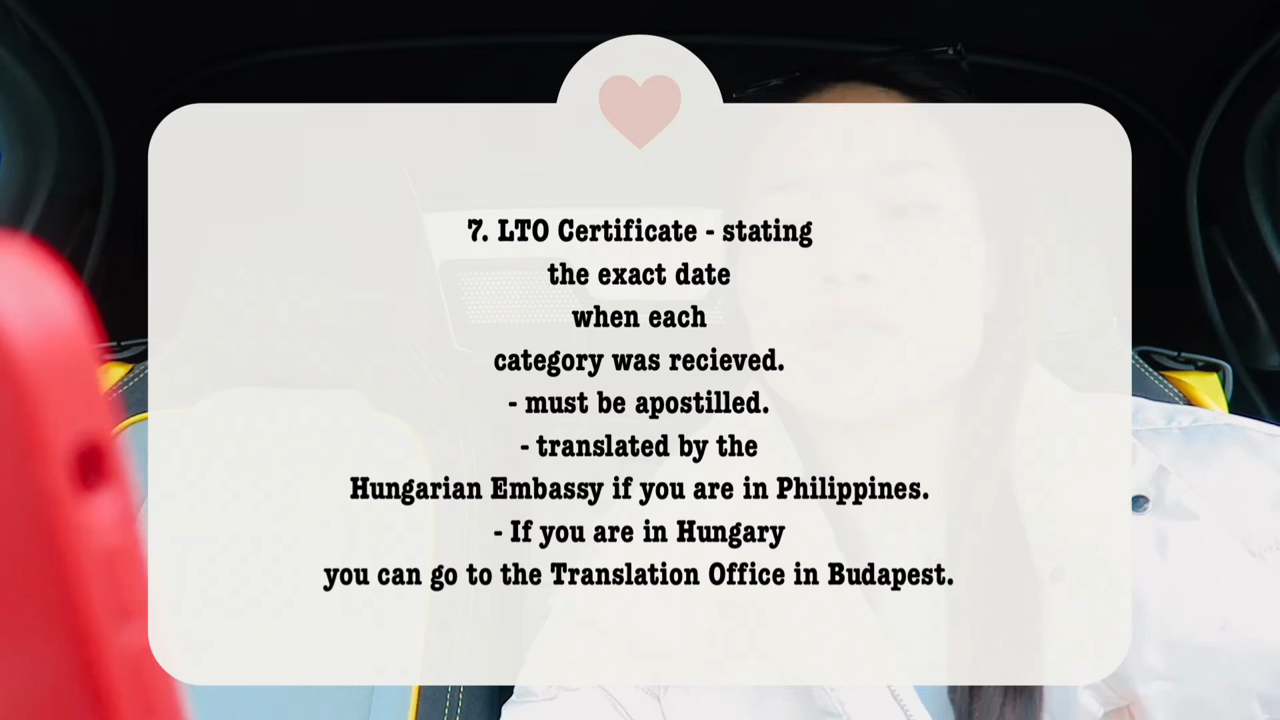 7. LTO Certificate - stating
the exact date
when each
category was recieved.
- must be apostilled.
- translated by the
Hungarian Embassy if you are in Philippines.
- If you are in Hungary
you can go to the Translation Office in Budapest.